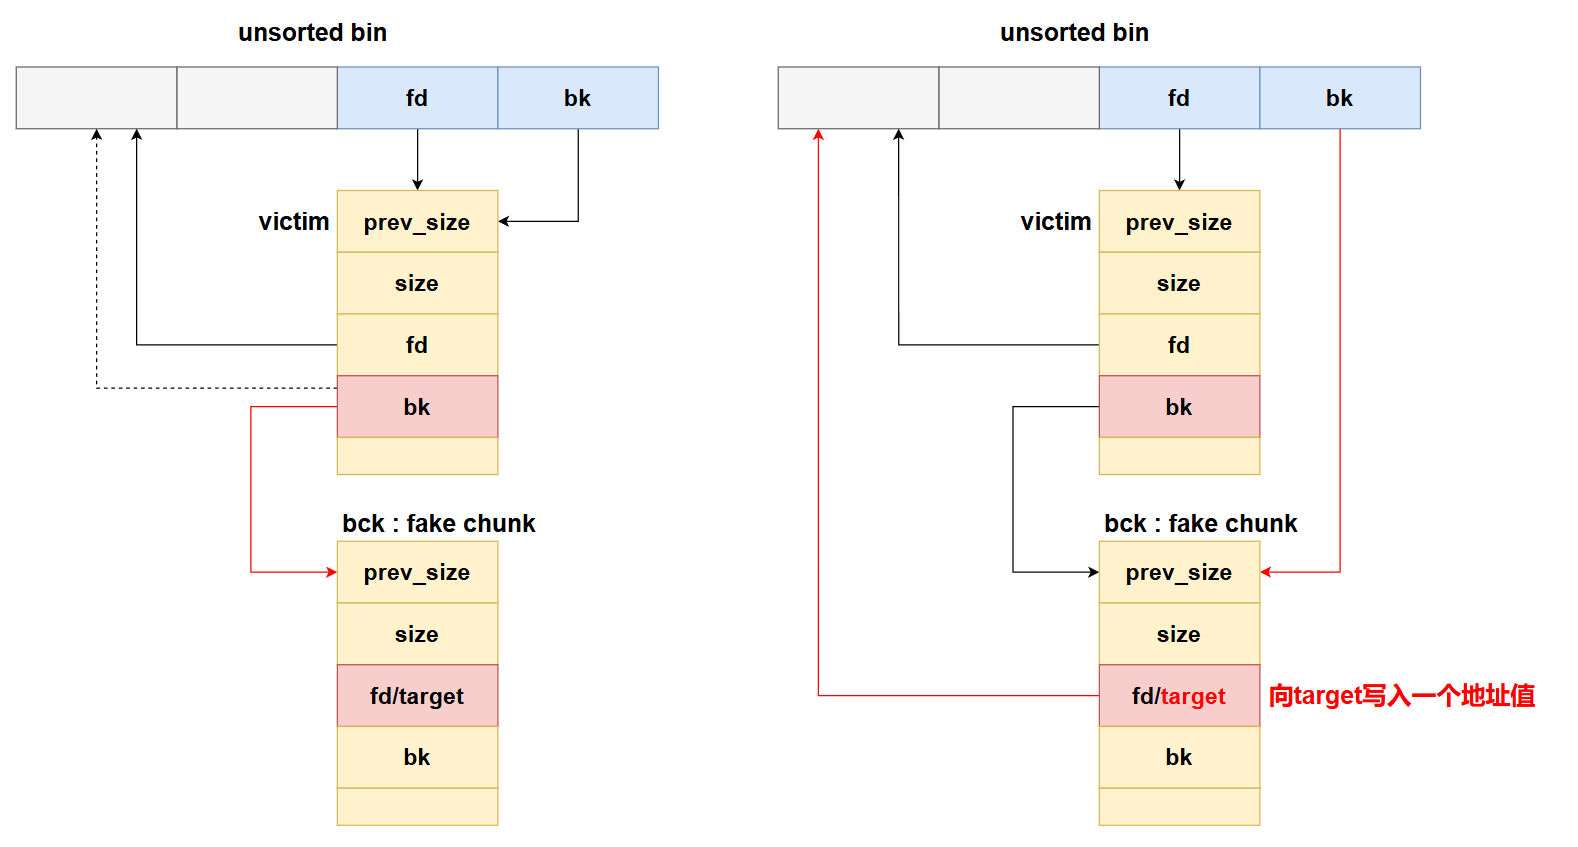 unsorted bin
fd
bk
victim
prev_size
size
fd
bk
bck : fake chunk
prev_size
size
fd/target
bk
unsorted bin
fd
bk
victim
prev_size
size
fd
bk
bck : fake chunk
prev_size
size
fd/target
向target写入一个地址值
bk